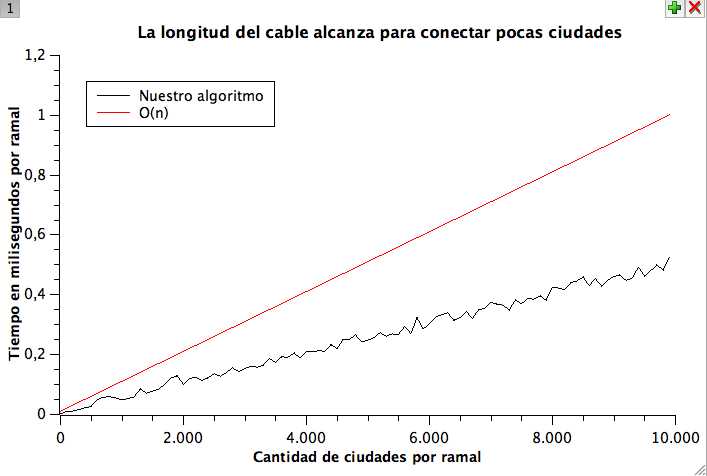 1
La longitud del cable alcanza para conectar pocas ciudades
1,2
1
0,8
0,6
0,4
0,2
0
Tiempo en milisegundos por ramal
Nuestro algoritmo
O(n)
0
2.000
4.000
6.000
8.000
10.000
Cantidad de ciudades por ramal